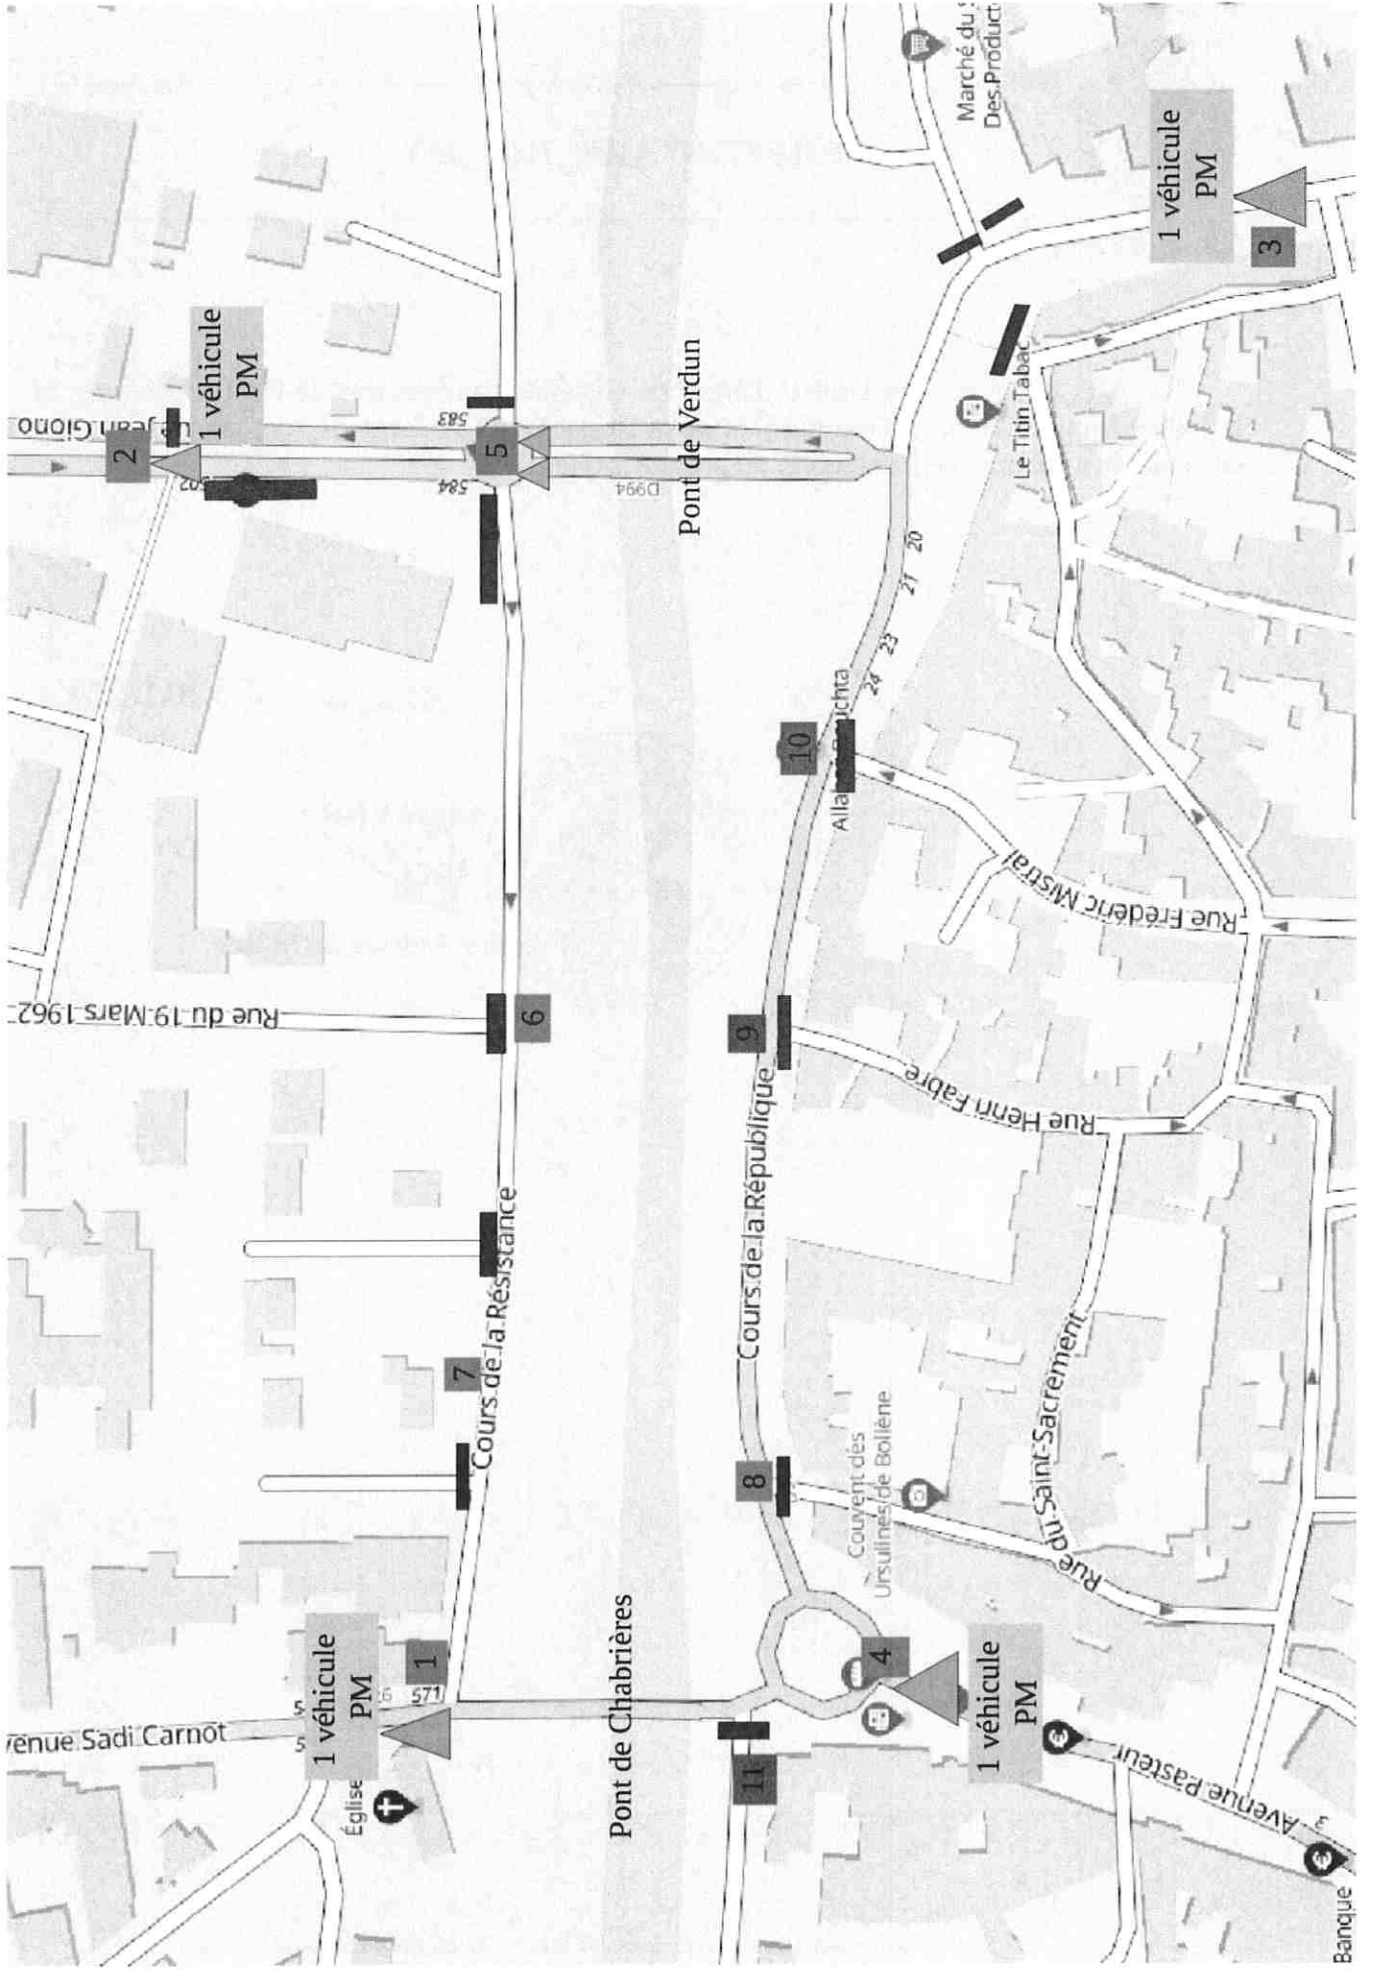 venue Sadi Carnot
Rue du 19 Mars 1962
Jean Giono
2
1 véhicule
PM
1 véhicule
PM
Église
1
571
7
Cours de la Résistance
6
5
584
583
D994
Pont de Chabrières
Pont de Verdun
11
8
Cours de la République
9
10
24
23
21
20
4
Couvent des
Ursulines de Bollène
1 véhicule
PM
Rue du Saint-Sacrement
Rue Henri Fabre
Rue Frédéric Mistral
Le Titin Tabac
Marché du
Des Product
1 véhicule
PM
3
Avenue Pasteur
3
Banque